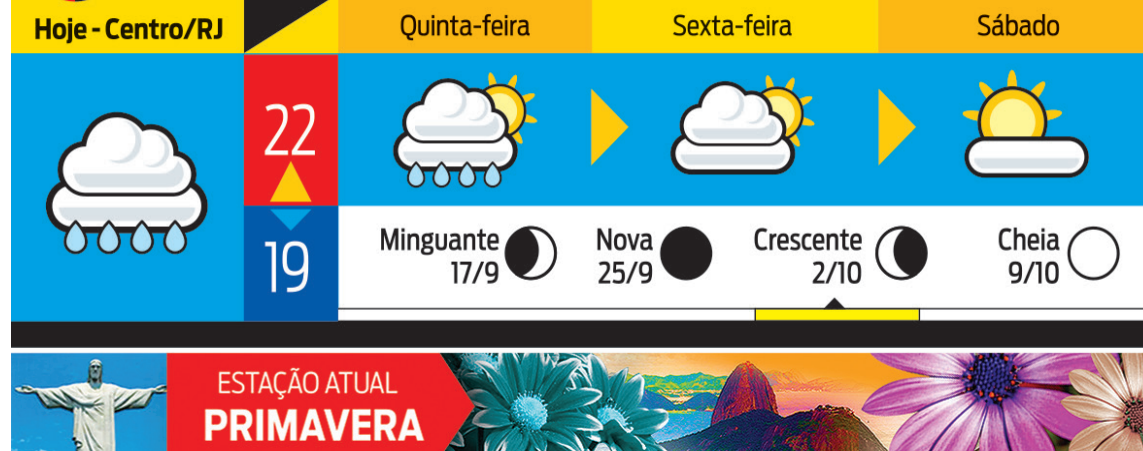 Hoje - Centro/RJ
Quinta-feira
Sexta-feira
Sábado
22
19
Minguante
17/9
Nova
25/9
Crescente
2/10
Cheia
9/10
ESTAÇÃO ATUAL
PRIMAVERA